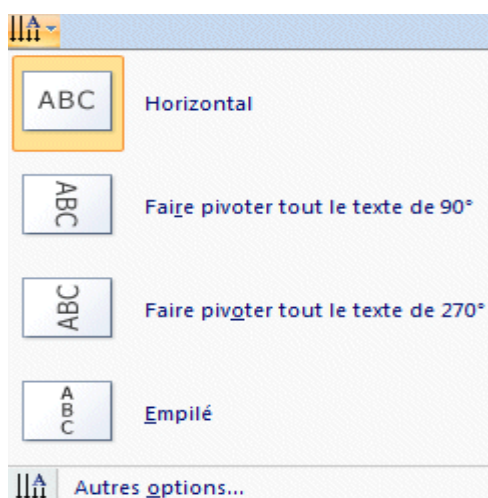 A
ABC
Horizontal
ABC
Faire pivoter tout le texte de 90°
ABC
Faire pivoter tout le texte de 270°
A
B
C
Empilé
A
Autres options...